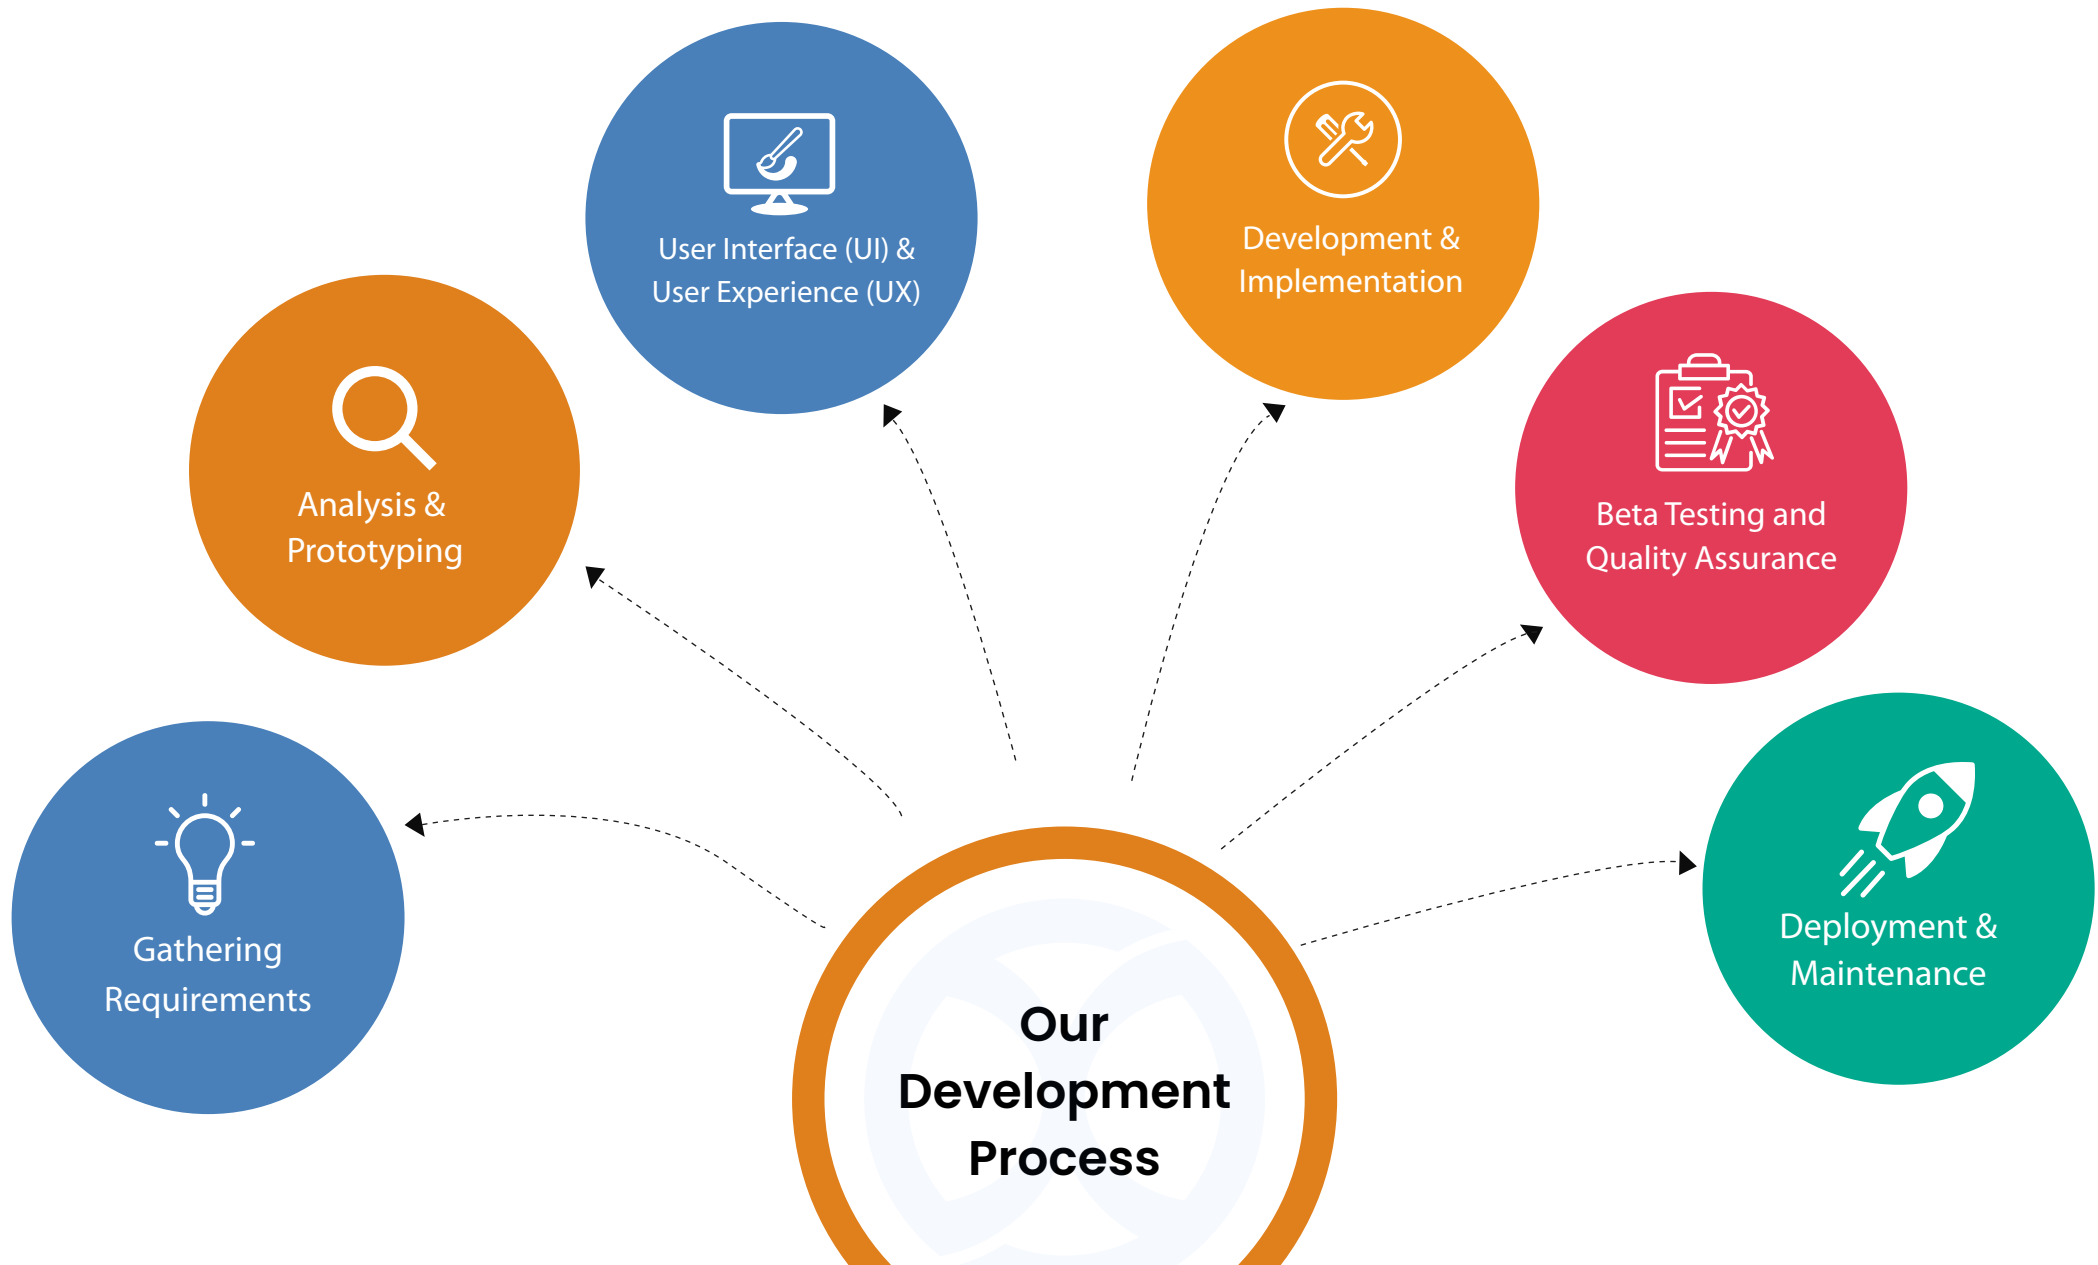 User Interface (UI) &
User Experience (UX)
Development &
Implementation
Analysis &
Prototyping
Beta Testing and
Quality Assurance
Gathering
Requirements
Deployment &
Maintenance
Our
Development
Process